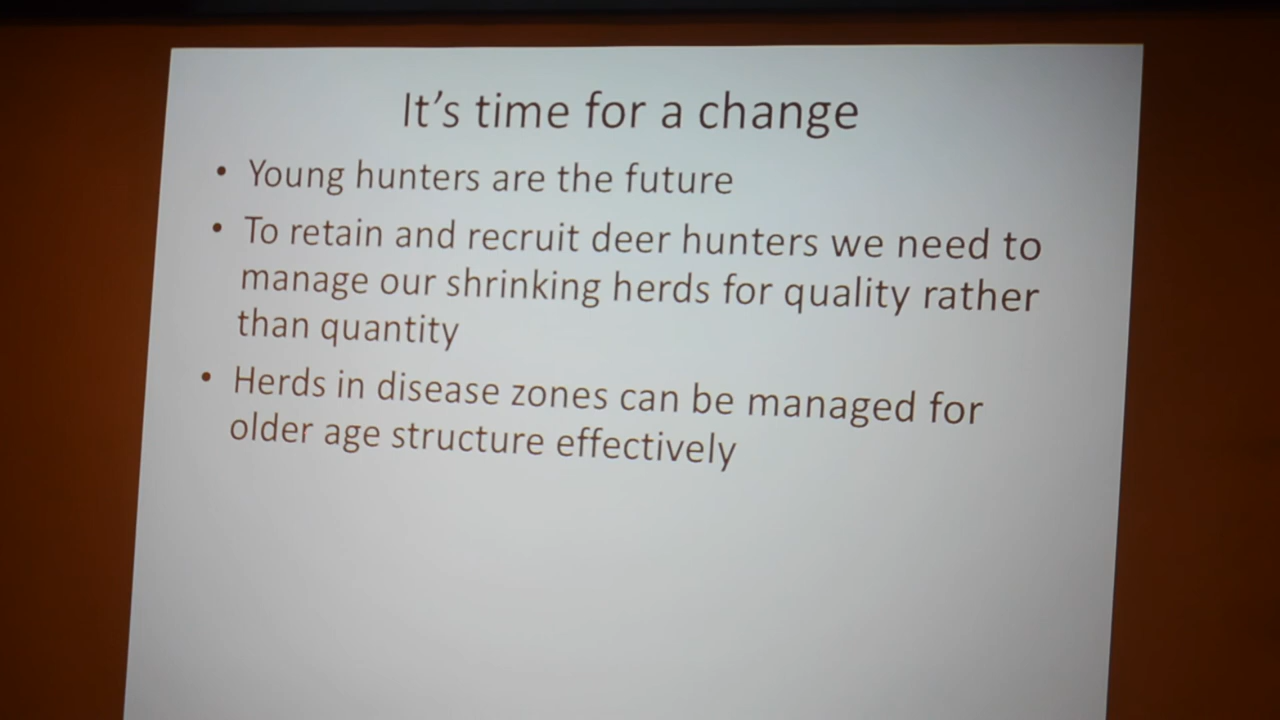 It's time for a change
• Young hunters are the future
• To retain and recruit deer hunters we need to
manage our shrinking herds for quality rather
than quantity
• Herds in disease zones can be managed for
older age structure effectively